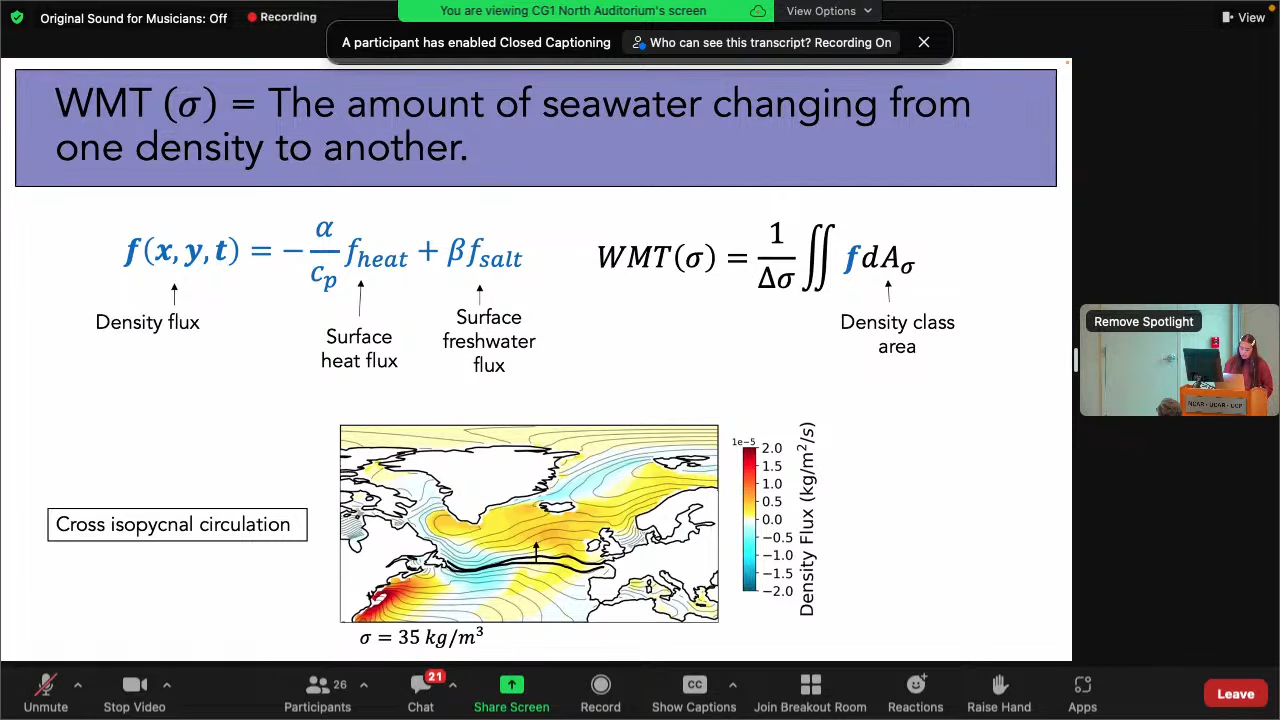 Original Sound for Musicians: Off
Recording
You are viewing CG1 North Auditorium's screen
View Options
View
A participant has enabled Closed Captioning
Who can see this transcript? Recording On
WMT (σ) = The amount of seawater changing from
one density to another.
f(x, y, t) = −α/c_p f_heat + βf_salt
WMT(σ) = 1/Δσ ∬ fdA_σ
Density flux
Surface
heat flux
Surface
freshwater
flux
Density class
area
Remove Spotlight
NCAR - UCAR - UCP
Cross isopycnal circulation
1e-5
2.0
1.5
1.0
0.5
0.0
−0.5
−1.0
−1.5
−2.0
Density Flux (kg/m²/s)
σ = 35 kg/m³
Unmute
Stop Video
Participants
26
Chat
21
Share Screen
Record
CC
Show Captions
Join Breakout Room
Reactions
Raise Hand
Apps
Leave